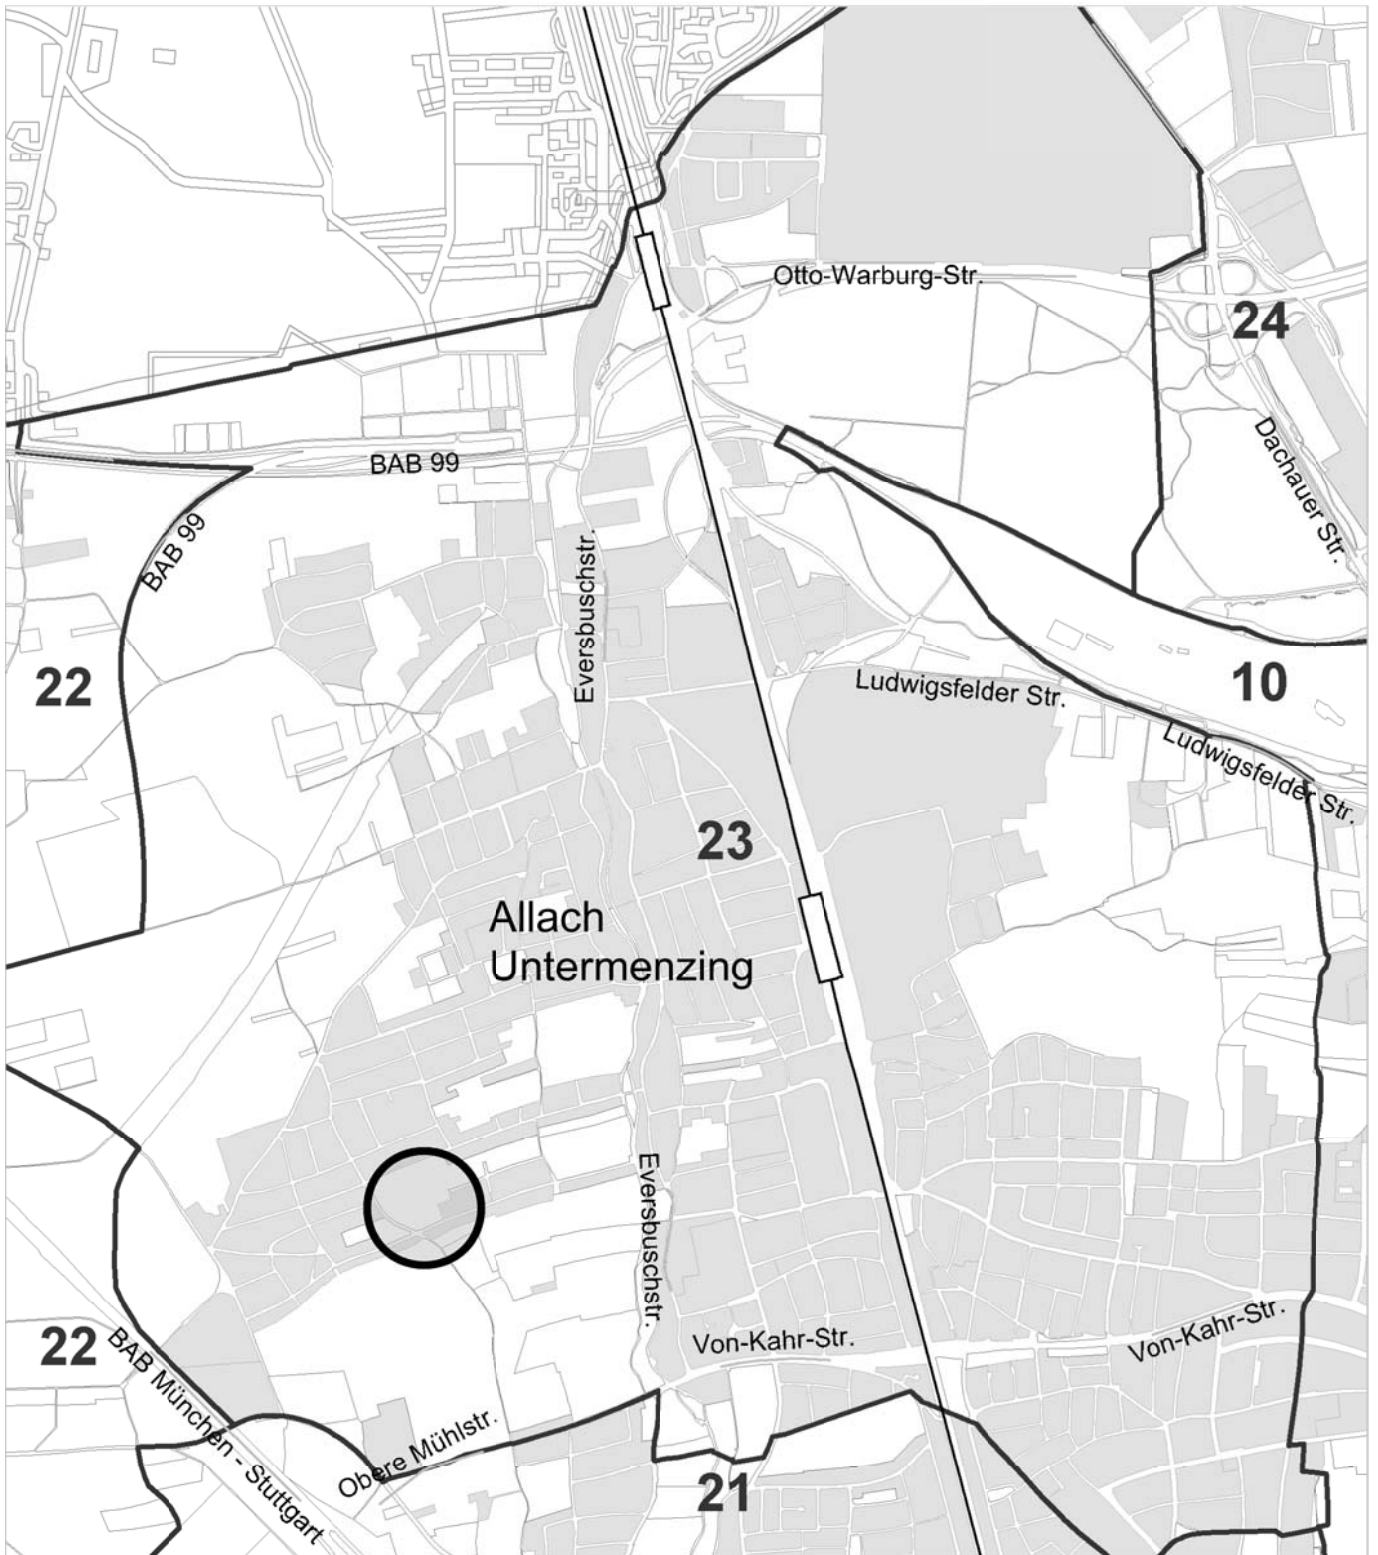 Otto-Warburg-Str.
24
BAB 99
Dachauer Str.
BAB 99
Eversbuschstr.
22
Ludwigsfelder Str.
10
Ludwigsfelder Str.
23
Allach
Untermenzing
Eversbuschstr.
Von-Kahr-Str.
Von-Kahr-Str.
22
BAB München - Stuttgart
Obere Mühlstr.
21